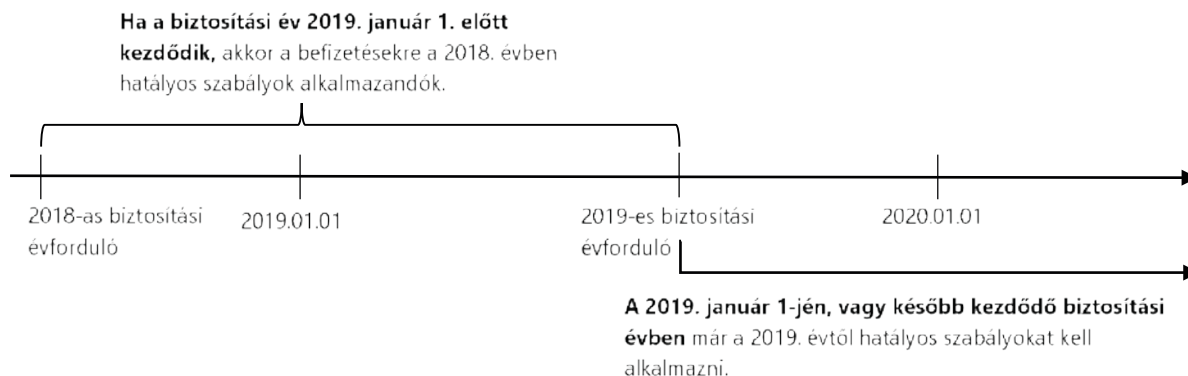 Ha a biztosítási év 2019. január 1. előtt
kezdődik, akkor a befizetésekre a 2018. évben
hatályos szabályok alkalmazandók.
2018-as biztosítási
évforduló
2019.01.01
2019-es biztosítási
évforduló
2020.01.01
A 2019. január 1-jén, vagy később kezdődő biztosítási
évben már a 2019. évtől hatályos szabályokat kell
alkalmazni.